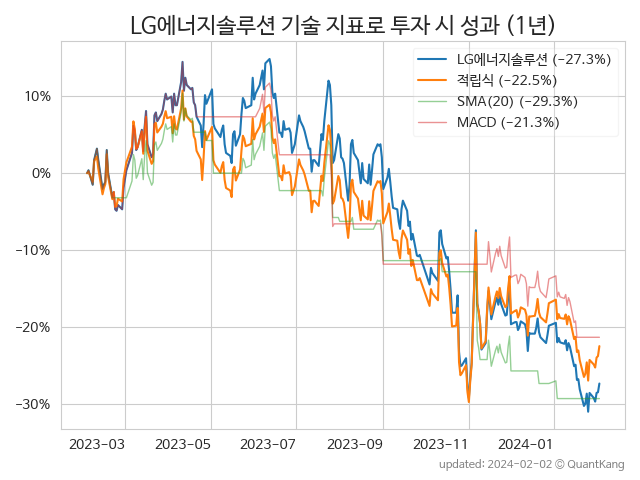 LG에너지솔루션 기술 지표로 투자 시 성과 (1년)
LG에너지솔루션 (−27.3%)
적립식 (−22.5%)
SMA(20) (−29.3%)
MACD (−21.3%)
10%
0%
−10%
−20%
−30%
2023-03 2023-05 2023-07 2023-09 2023-11 2024-01
updated: 2024-02-02 © QuantKang